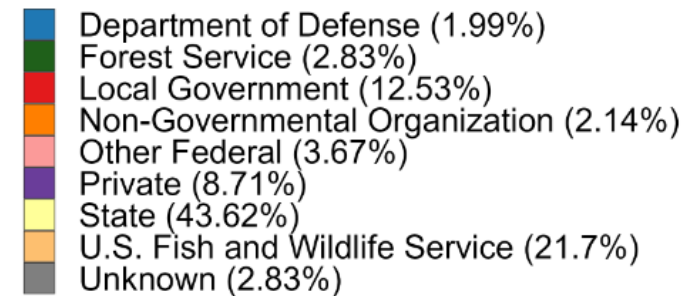 Department of Defense (1.99%)
Forest Service (2.83%)
Local Government (12.53%)
Non-Governmental Organization (2.14%)
Other Federal (3.67%)
Private (8.71%)
State (43.62%)
U.S. Fish and Wildlife Service (21.7%)
Unknown (2.83%)